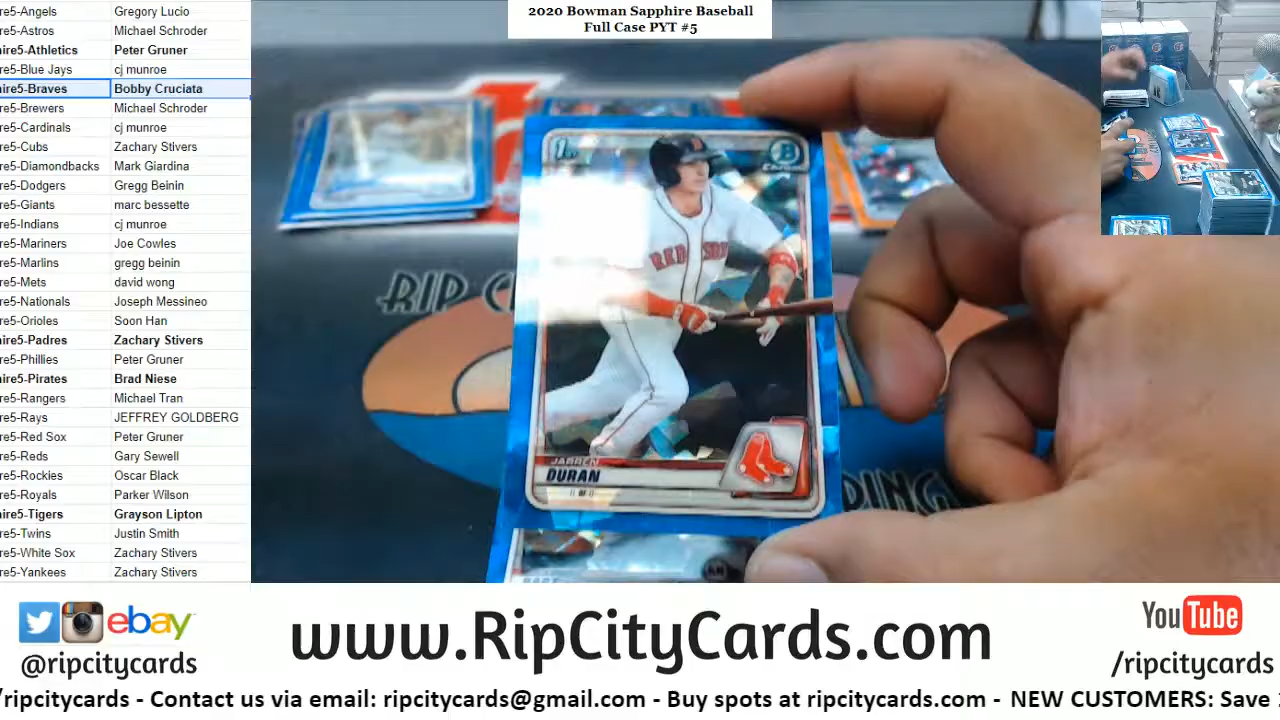 2020 Bowman Sapphire Baseball
Full Case PYT #5
re5-Angels Gregory Lucio
re5-Astros Michael Schroder
ire5-Athletics Peter Gruner
re5-Blue Jays cj munroe
ire5-Braves Bobby Cruciata
re5-Brewers Michael Schroder
re5-Cardinals cj munroe
re5-Cubs Zachary Stivers
re5-Diamondbacks Mark Giardina
re5-Dodgers Gregg Beinin
re5-Giants marc bessette
re5-Indians cj munroe
re5-Mariners Joe Cowles
re5-Marlins gregg beinin
re5-Mets david wong
re5-Nationals Joseph Messineo
re5-Orioles Soon Han
ire5-Padres Zachary Stivers
re5-Phillies Peter Gruner
ire5-Pirates Brad Niese
re5-Rangers Michael Tran
re5-Rays JEFFREY GOLDBERG
re5-Red Sox Peter Gruner
re5-Reds Gary Sewell
re5-Rockies Oscar Black
re5-Royals Parker Wilson
ire5-Tigers Grayson Lipton
re5-Twins Justin Smith
re5-White Sox Zachary Stivers
re5-Yankees Zachary Stivers
1st
B
Chrome
RED SOX
JARREN
DURAN
RIP C
DING
ebay
@ripcitycards
www.RipCityCards.com
YouTube
/ripcitycards
/ripcitycards - Contact us via email: ripcitycards@gmail.com - Buy spots at ripcitycards.com - NEW CUSTOMERS: Save